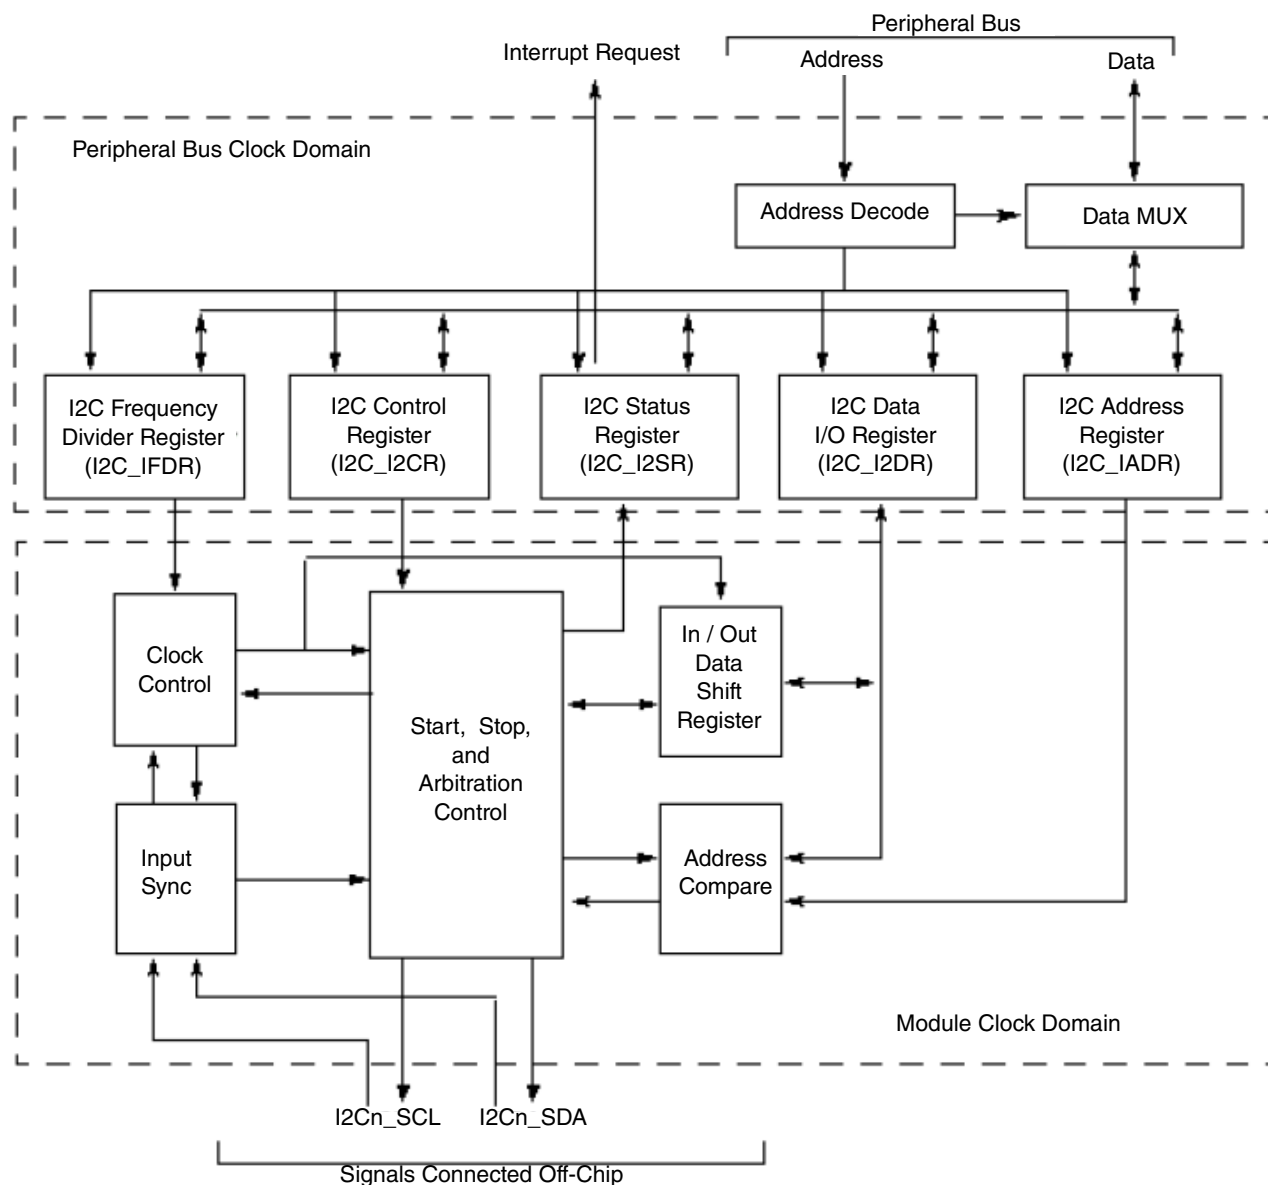 Peripheral Bus
Interrupt Request
Address
Data
Peripheral Bus Clock Domain
Address Decode
Data MUX
I2C Frequency
Divider Register
(I2C_IFDR)
I2C Control
Register
(I2C_I2CR)
I2C Status
Register
(I2C_I2SR)
I2C Data
I/O Register
(I2C_I2DR)
I2C Address
Register
(I2C_IADR)
Clock
Control
Start, Stop,
and
Arbitration
Control
In / Out
Data
Shift
Register
Input
Sync
Address
Compare
Module Clock Domain
I2Cn_SCL
I2Cn_SDA
Signals Connected Off-Chip